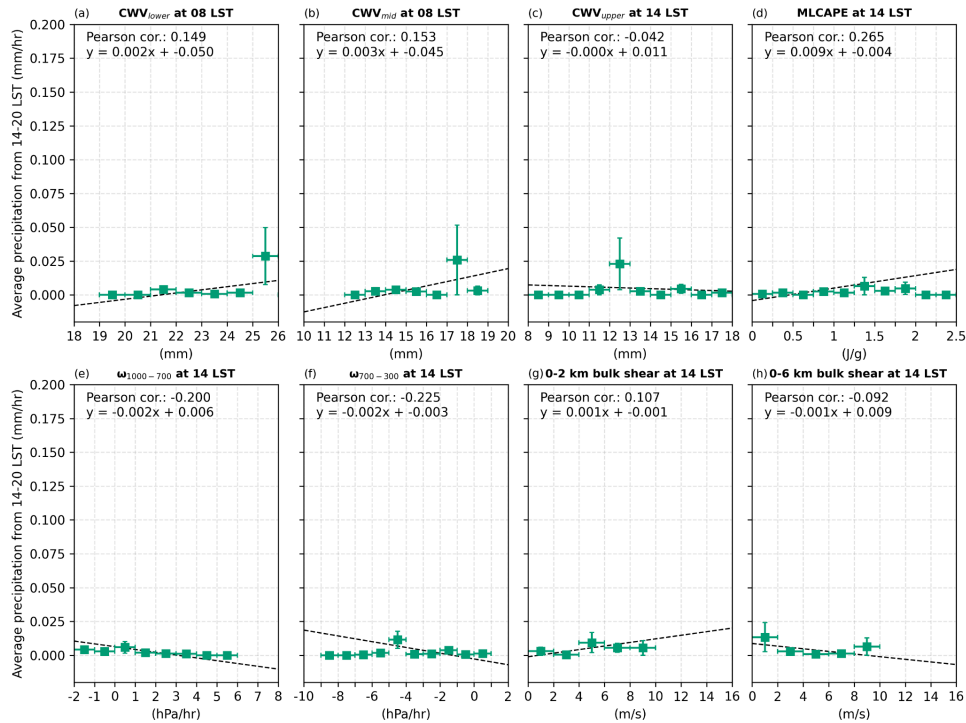 (a) CWVlower at 08 LST
Pearson cor.: 0.149
y = 0.002x + -0.050
Average precipitation from 14-20 LST (mm/hr)
0.200
0.175
0.150
0.125
0.100
0.075
0.050
0.025
0.000
18 19 20 21 22 23 24 25 26
(mm)
(b) CWVmid at 08 LST
Pearson cor.: 0.153
y = 0.003x + -0.045
10 11 12 13 14 15 16 17 18 19 20
(mm)
(c) CWVupper at 14 LST
Pearson cor.: -0.042
y = -0.000x + 0.011
8 9 10 11 12 13 14 15 16 17 18
(mm)
(d) MLCAPE at 14 LST
Pearson cor.: 0.265
y = 0.009x + -0.004
0 0.5 1 1.5 2 2.5
(J/g)
(e) ω1000−700 at 14 LST
Pearson cor.: -0.200
y = -0.002x + 0.006
Average precipitation from 14-20 LST (mm/hr)
0.200
0.175
0.150
0.125
0.100
0.075
0.050
0.025
0.000
-2 -1 0 1 2 3 4 5 6 7 8
(hPa/hr)
(f) ω700−300 at 14 LST
Pearson cor.: -0.225
y = -0.002x + -0.003
-10 -8 -6 -4 -2 0 2
(hPa/hr)
(g) 0-2 km bulk shear at 14 LST
Pearson cor.: 0.107
y = 0.001x + -0.001
0 2 4 6 8 10 14 16
(m/s)
(h) 0-6 km bulk shear at 14 LST
Pearson cor.: -0.092
y = -0.001x + 0.009
0 2 4 6 8 10 14 16
(m/s)